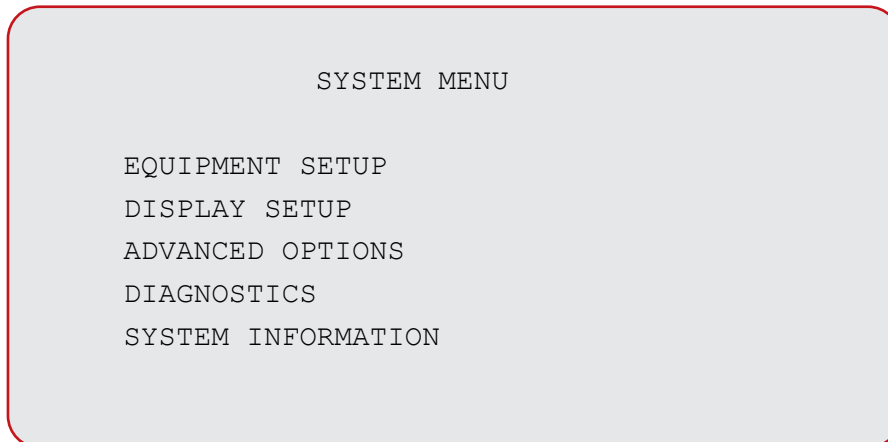 SYSTEM MENU
EQUIPMENT SETUP
DISPLAY SETUP
ADVANCED OPTIONS
DIAGNOSTICS
SYSTEM INFORMATION